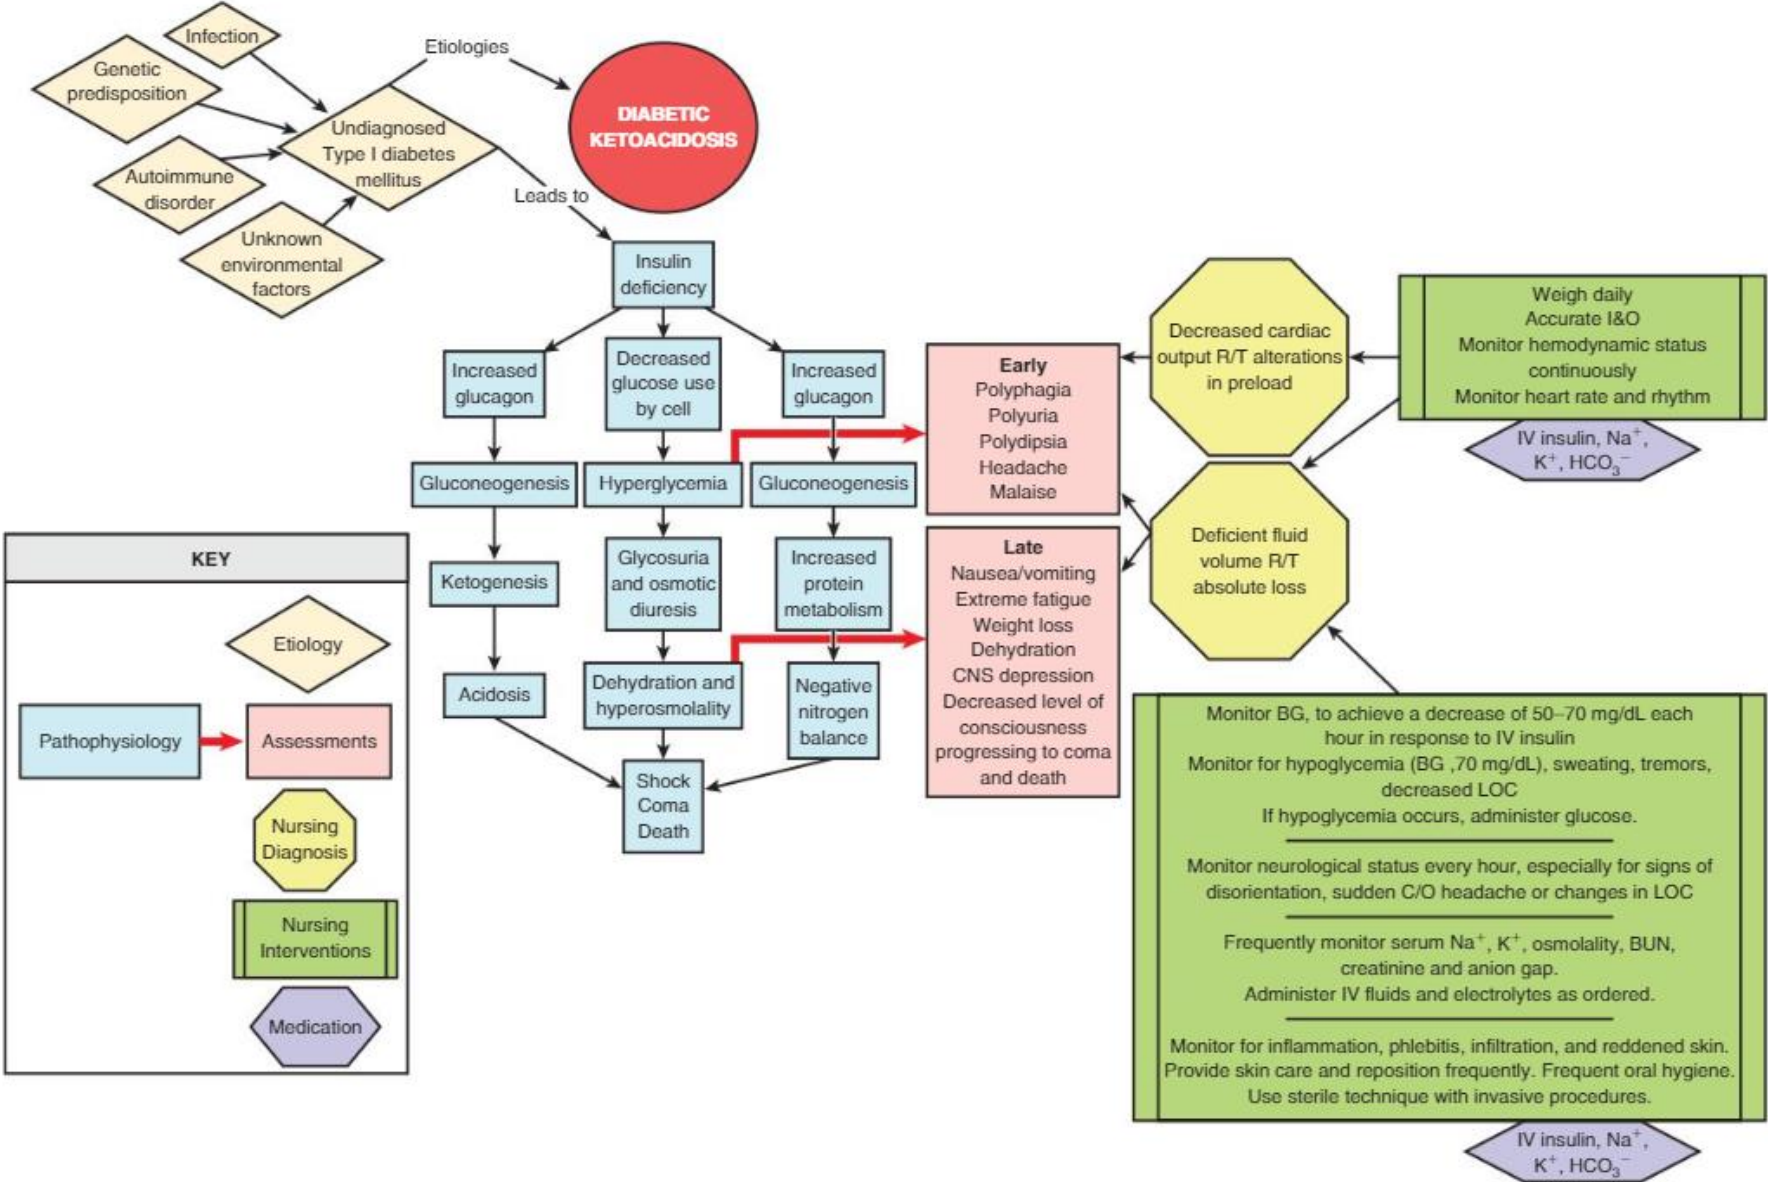 Infection
Genetic
predisposition
Autoimmune
disorder
Unknown
environmental
factors
Undiagnosed
Type I diabetes
mellitus
Etiologies
Leads to
DIABETIC
KETOACIDOSIS
Insulin
deficiency
Increased
glucagon
Decreased
glucose use
by cell
Increased
glucagon
Gluconeogenesis
Hyperglycemia
Gluconeogenesis
Ketogenesis
Glycosuria
and osmotic
diuresis
Increased
protein
metabolism
Acidosis
Dehydration and
hyperosmolality
Negative
nitrogen
balance
Shock
Coma
Death
Early
Polyphagia
Polyuria
Polydipsia
Headache
Malaise
Late
Nausea/vomiting
Extreme fatigue
Weight loss
Dehydration
CNS depression
Decreased level of
consciousness
progressing to coma
and death
Decreased cardiac
output R/T alterations
in preload
Deficient fluid
volume R/T
absolute loss
Weigh daily
Accurate I&O
Monitor hemodynamic status
continuously
Monitor heart rate and rhythm
IV insulin, Na⁺,
K⁺, HCO₃⁻
Monitor BG, to achieve a decrease of 50–70 mg/dL each
hour in response to IV insulin
Monitor for hypoglycemia (BG ,70 mg/dL), sweating, tremors,
decreased LOC
If hypoglycemia occurs, administer glucose.
Monitor neurological status every hour, especially for signs of
disorientation, sudden C/O headache or changes in LOC
Frequently monitor serum Na⁺, K⁺, osmolality, BUN,
creatinine and anion gap.
Administer IV fluids and electrolytes as ordered.
Monitor for inflammation, phlebitis, infiltration, and reddened skin.
Provide skin care and reposition frequently. Frequent oral hygiene.
Use sterile technique with invasive procedures.
IV insulin, Na⁺,
K⁺, HCO₃⁻
KEY
Etiology
Pathophysiology
Assessments
Nursing
Diagnosis
Nursing
Interventions
Medication